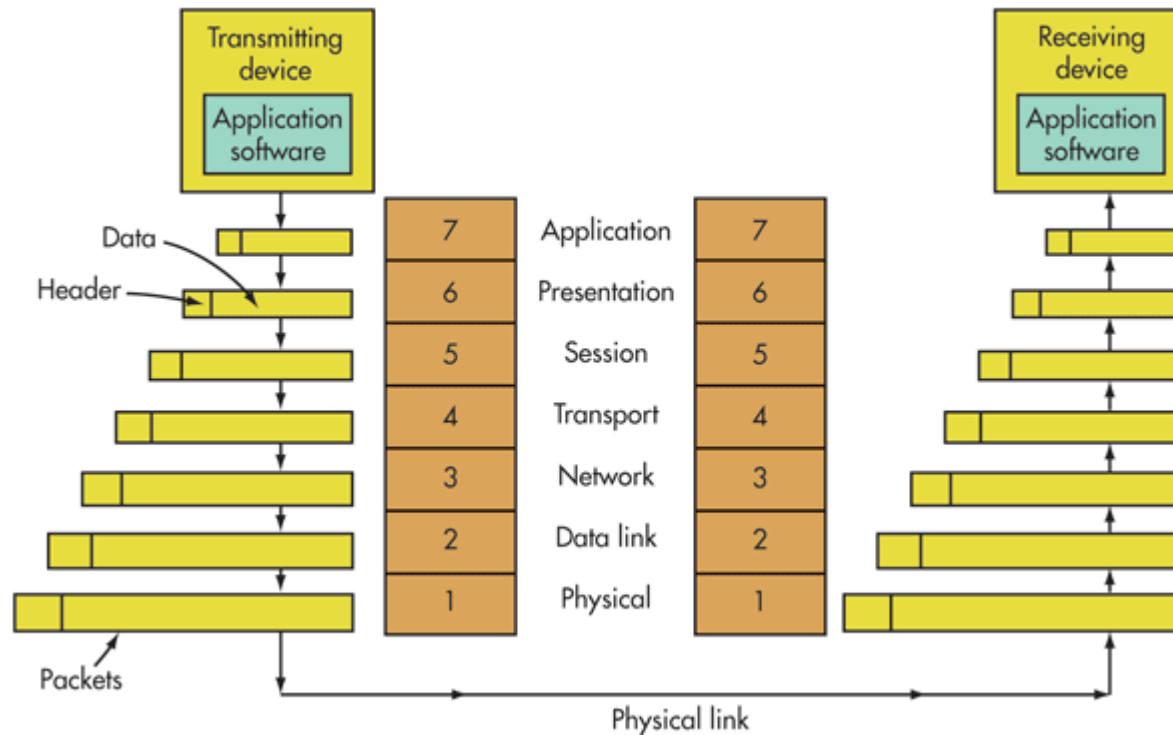 Transmitting
device
Application
software
Receiving
device
Application
software
Data
Header
7 Application 7
6 Presentation 6
5 Session 5
4 Transport 4
3 Network 3
2 Data link 2
1 Physical 1
Packets
Physical link